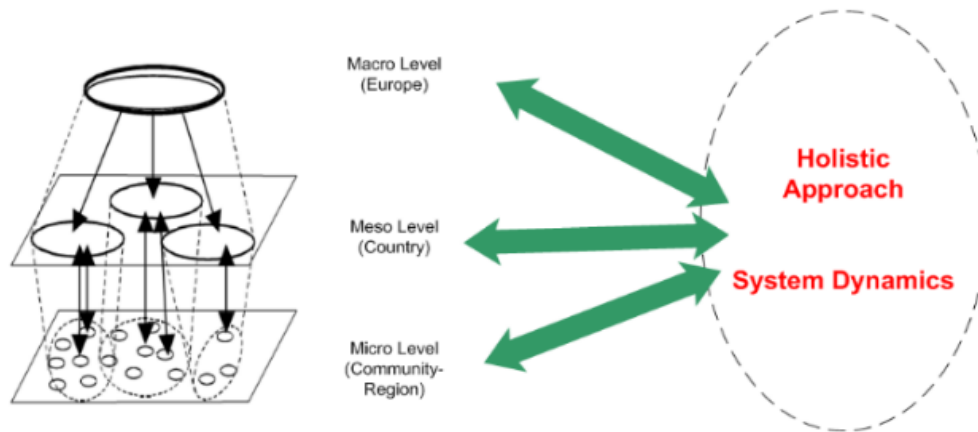 Macro Level
(Europe)
Meso Level
(Country)
Micro Level
(Community-
Region)
Holistic
Approach
System Dynamics